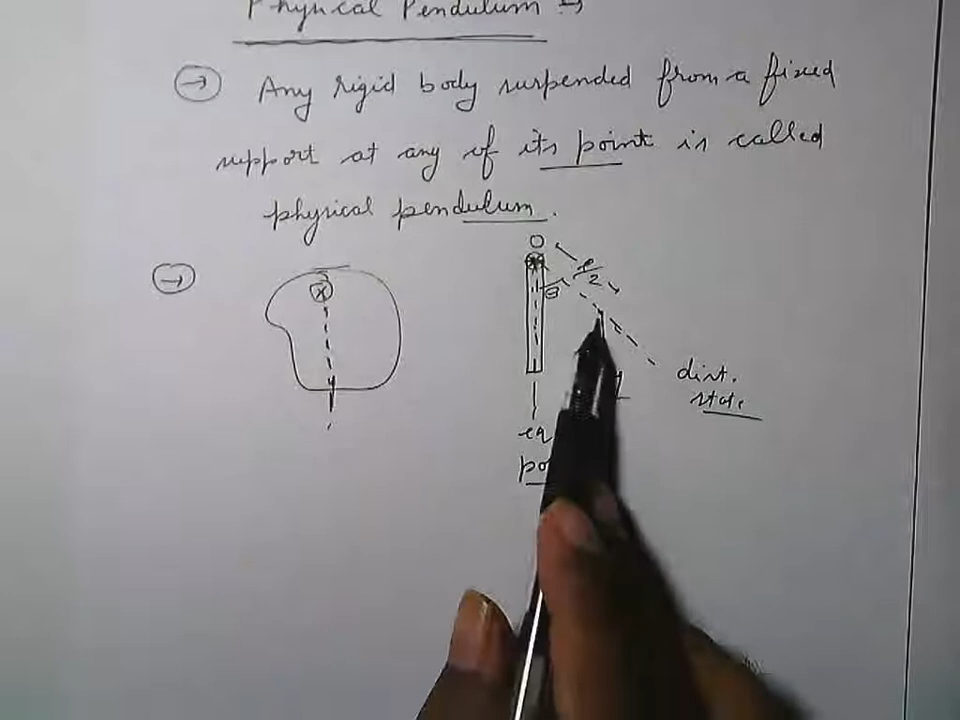 Physical Pendulum →
→ Any rigid body suspended from a fixed
support at any of its point is called
physical pendulum.
→
O
l/2
θ
dist.
stat.
eq
po